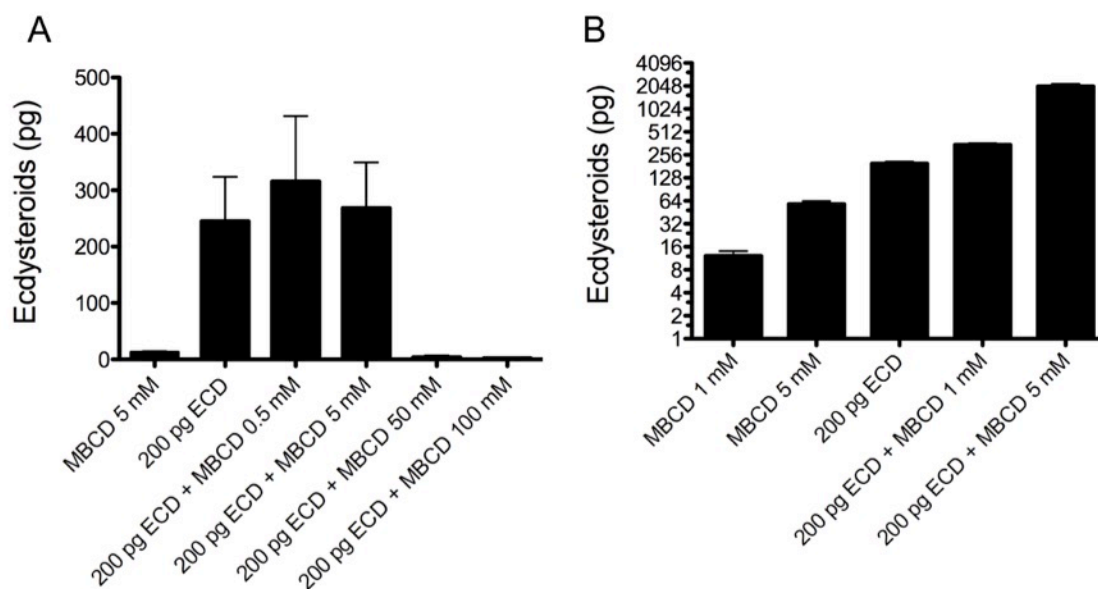 A
Ecdysteroids (pg)
500
400
300
200
100
0
MBCD 5 mM
200 pg ECD
200 pg ECD + MBCD 0.5 mM
200 pg ECD + MBCD 5 mM
200 pg ECD + MBCD 50 mM
200 pg ECD + MBCD 100 mM
B
Ecdysteroids (pg)
4096
2048
1024
512
256
128
64
32
16
8
4
2
1
MBCD 1 mM
MBCD 5 mM
200 pg ECD
200 pg ECD + MBCD 1 mM
200 pg ECD + MBCD 5 mM